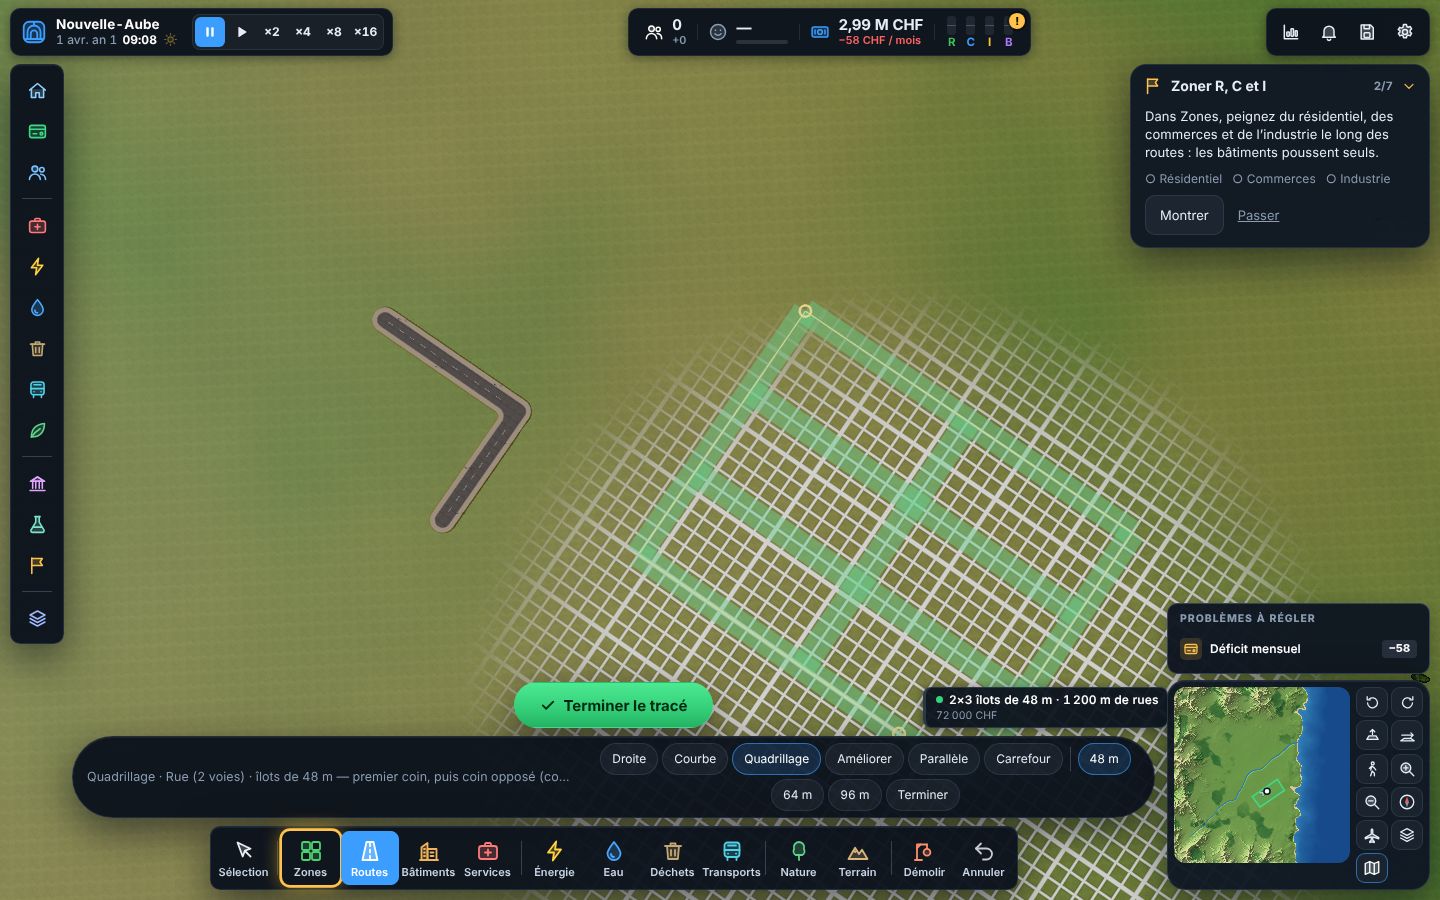 Nouvelle-Aube
1 avr. an 1 09:08
×2 ×4 ×8 ×16
0
+0
—
2,99 M CHF
−58 CHF / mois
R C I B
!
Zoner R, C et I
2/7
Dans Zones, peignez du résidentiel, des
commerces et de l’industrie le long des
routes : les bâtiments poussent seuls.
Résidentiel Commerces Industrie
Montrer
Passer
PROBLÈMES À RÉGLER
Déficit mensuel
−58
Terminer le tracé
2×3 îlots de 48 m · 1 200 m de rues
72 000 CHF
Quadrillage · Rue (2 voies) · îlots de 48 m — premier coin, puis coin opposé (co…
Droite Courbe Quadrillage Améliorer Parallèle Carrefour 48 m
64 m 96 m Terminer
Sélection Zones Routes Bâtiments Services Énergie Eau Déchets Transports Nature Terrain Démolir Annuler